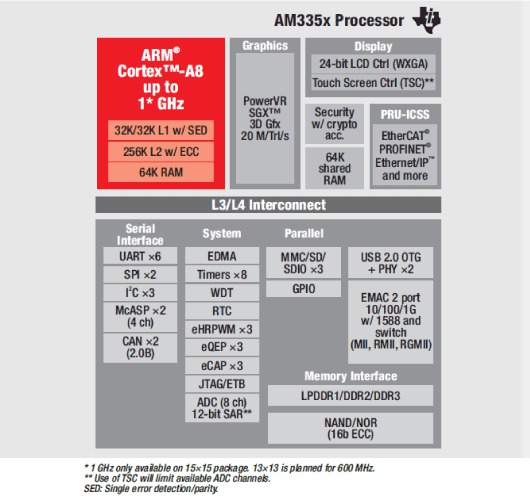 AM335x Processor
ARM®
Cortex™-A8
up to
1* GHz
32K/32K L1 w/ SED
256K L2 w/ ECC
64K RAM
Graphics
PowerVR
SGX™
3D Gfx
20 M/Trl/s
Display
24-bit LCD Ctrl (WXGA)
Touch Screen Ctrl (TSC)**
Security
w/ crypto
acc.
64K
shared
RAM
PRU-ICSS
EtherCAT®
PROFINET®
Ethernet/IP™
and more
L3/L4 Interconnect
Serial
Interface
UART ×6
SPI ×2
I²C ×3
McASP ×2
(4 ch)
CAN ×2
(2.0B)
System
EDMA
Timers ×8
WDT
RTC
eHRPWM ×3
eQEP ×3
eCAP ×3
JTAG/ETB
ADC (8 ch)
12-bit SAR**
Parallel
MMC/SD/
SDIO ×3
GPIO
USB 2.0 OTG
+ PHY ×2
EMAC 2 port
10/100/1G
w/ 1588 and
switch
(MII, RMII, RGMII)
Memory Interface
LPDDR1/DDR2/DDR3
NAND/NOR
(16b ECC)
* 1 GHz only available on 15×15 package. 13×13 is planned for 600 MHz.
** Use of TSC will limit available ADC channels.
SED: Single error detection/parity.